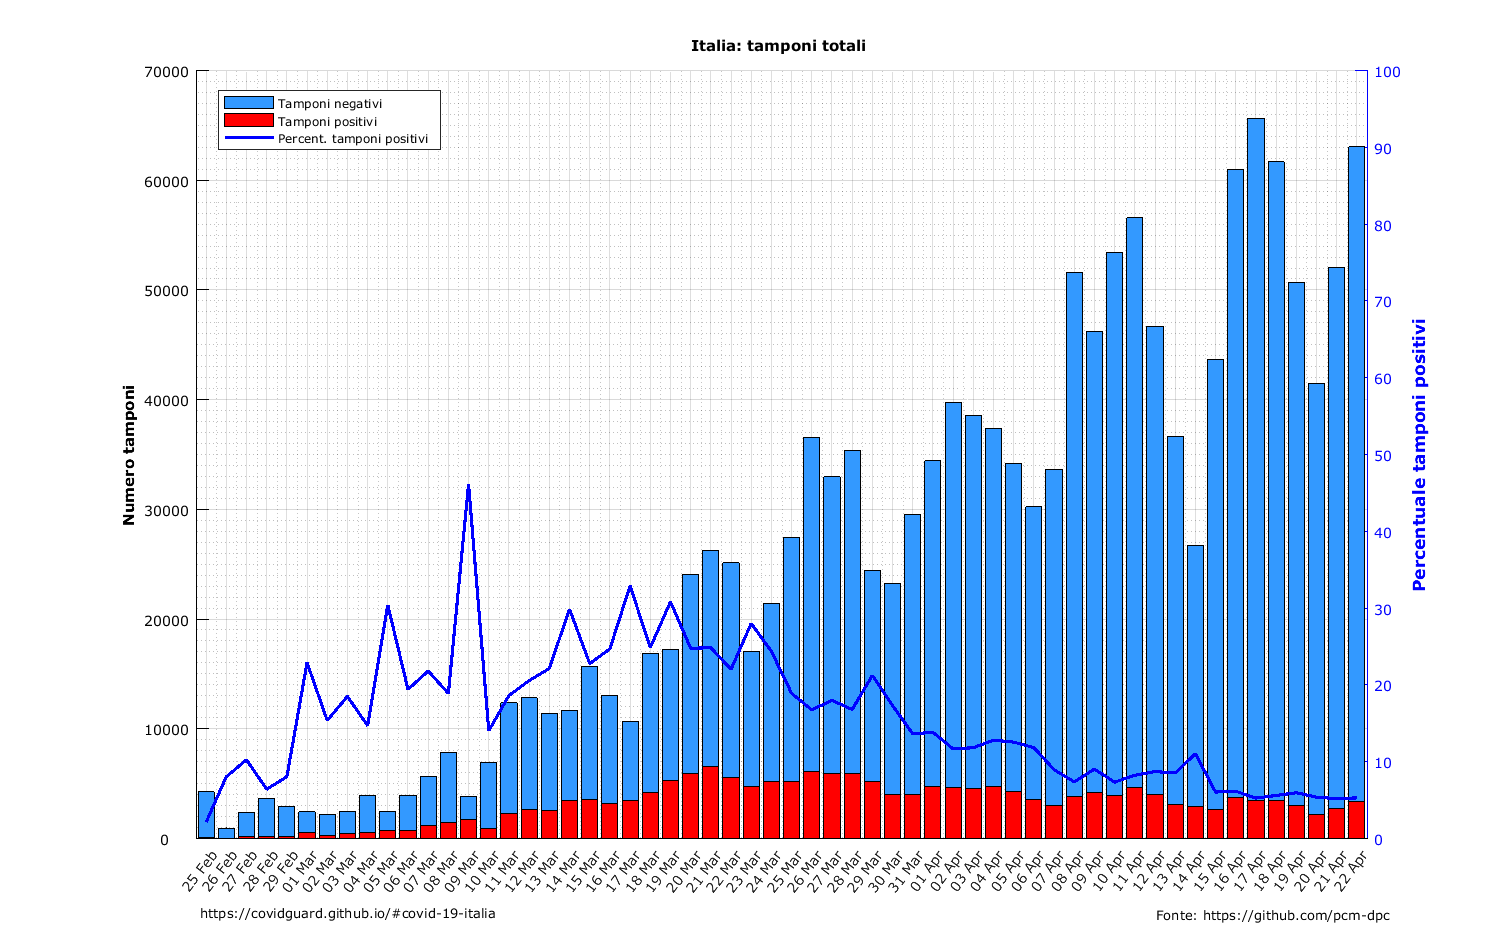 Italia: tamponi totali
Tamponi negativi
Tamponi positivi
Percent. tamponi positivi
Numero tamponi
70000
60000
50000
40000
30000
20000
10000
0
100
90
80
70
60
50
40
30
20
10
0
Percentuale tamponi positivi
25 Feb
26 Feb
27 Feb
28 Feb
29 Feb
01 Mar
02 Mar
03 Mar
04 Mar
05 Mar
06 Mar
07 Mar
08 Mar
09 Mar
10 Mar
11 Mar
12 Mar
13 Mar
14 Mar
15 Mar
16 Mar
17 Mar
18 Mar
19 Mar
20 Mar
21 Mar
22 Mar
23 Mar
24 Mar
25 Mar
26 Mar
27 Mar
28 Mar
29 Mar
30 Mar
31 Mar
01 Apr
02 Apr
03 Apr
04 Apr
05 Apr
06 Apr
07 Apr
08 Apr
09 Apr
10 Apr
11 Apr
12 Apr
13 Apr
14 Apr
15 Apr
16 Apr
17 Apr
18 Apr
19 Apr
20 Apr
21 Apr
22 Apr
https://covidguard.github.io/#covid-19-italia
Fonte: https://github.com/pcm-dpc